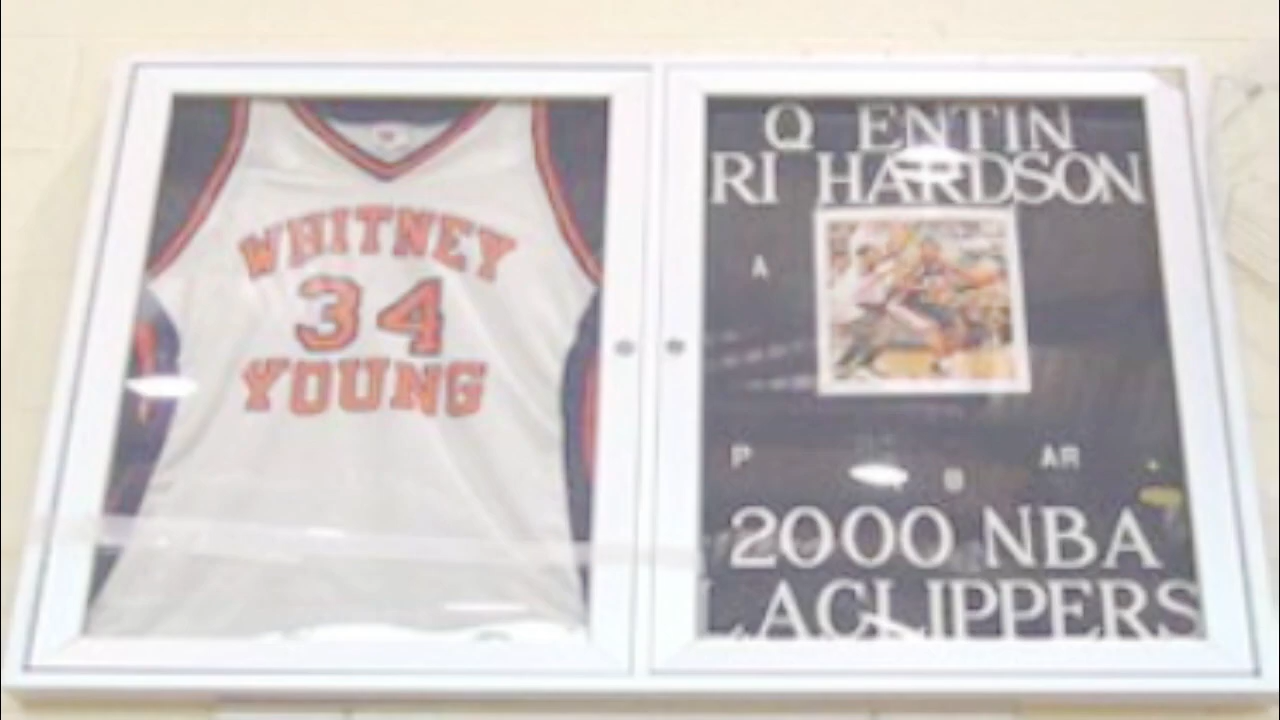 WHITNEY
34
YOUNG
Q ENTIN
RI HARDSON
A
P B AR
2000 NBA
LACLIPPERS